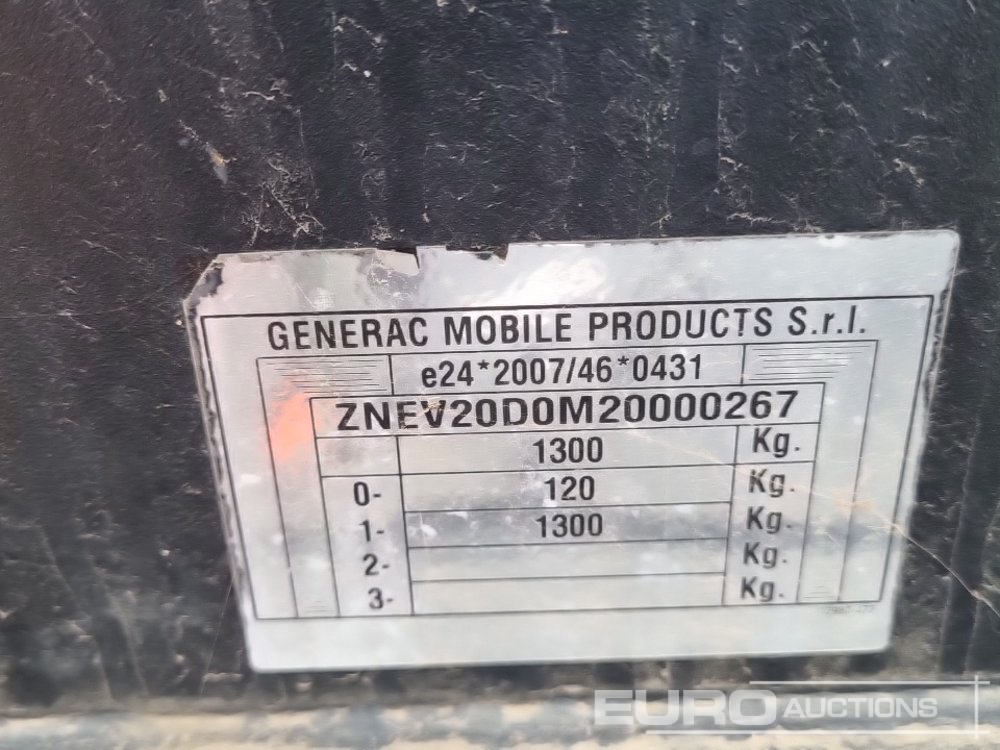 GENERAC MOBILE PRODUCTS S.r.l.
e24*2007/46*0431
ZNEV20D0M20000267
1300 Kg.
0- 120 Kg.
1- 1300 Kg.
2- Kg.
3- Kg.
EURO AUCTIONS